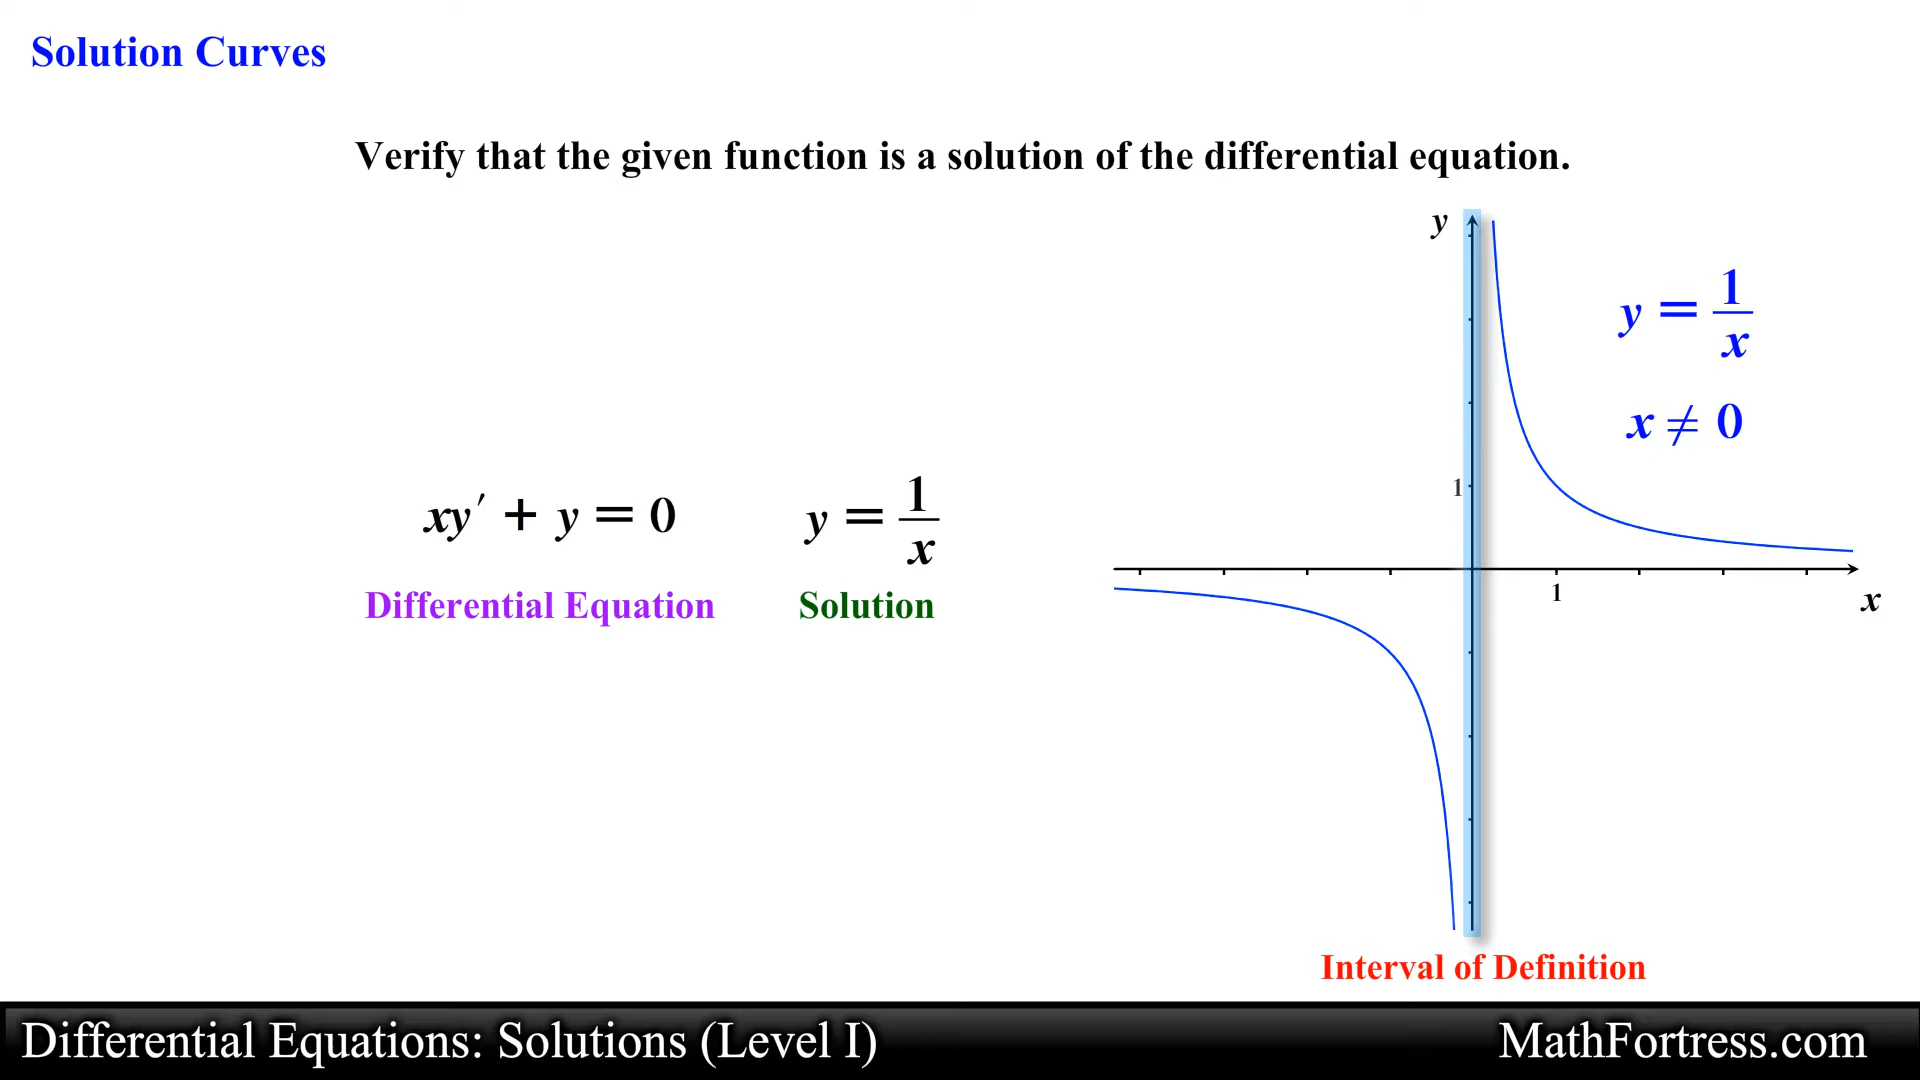 Solution Curves
Verify that the given function is a solution of the differential equation.
y
y = 1/x
x ≠ 0
1
xy′ + y = 0
y = 1/x
1
x
Differential Equation
Solution
Interval of Definition
Differential Equations: Solutions (Level I)
MathFortress.com